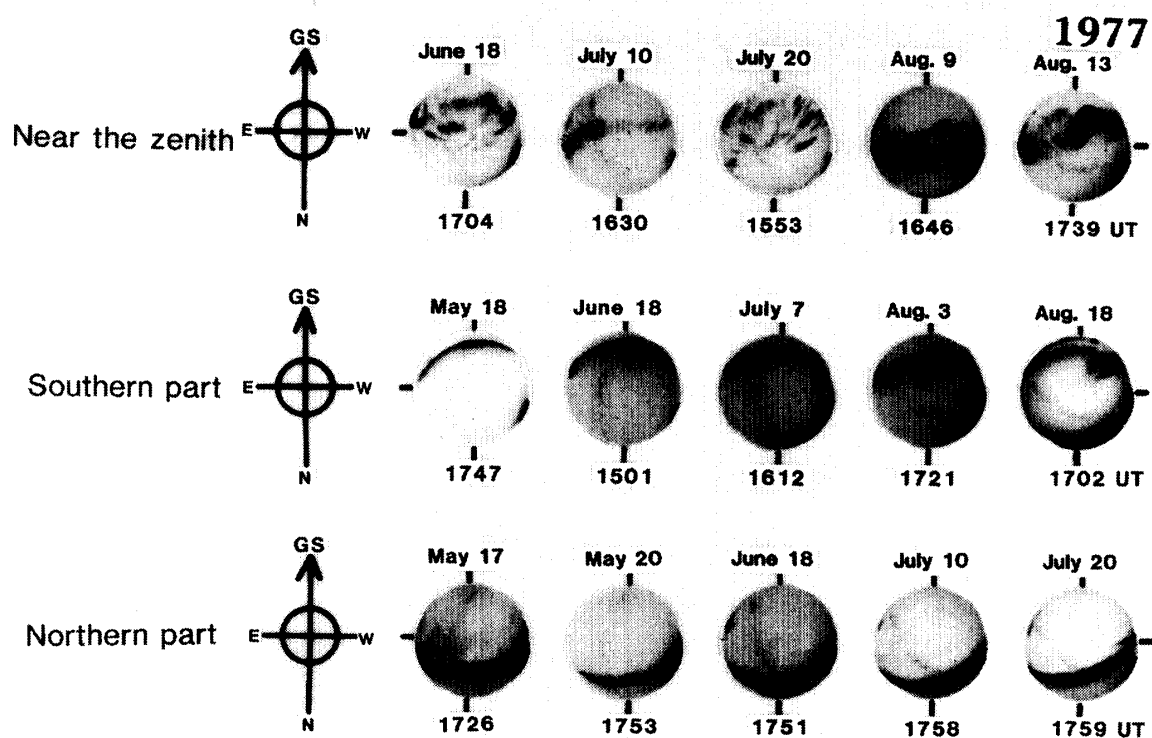 1977
GS June 18 July 10 July 20 Aug. 9 Aug. 13
Near the zenith E W
N 1704 1630 1553 1646 1739 UT
GS May 18 June 18 July 7 Aug. 3 Aug. 18
Southern part E W
N 1747 1501 1612 1721 1702 UT
GS May 17 May 20 June 18 July 10 July 20
Northern part E W
N 1726 1753 1751 1758 1759 UT